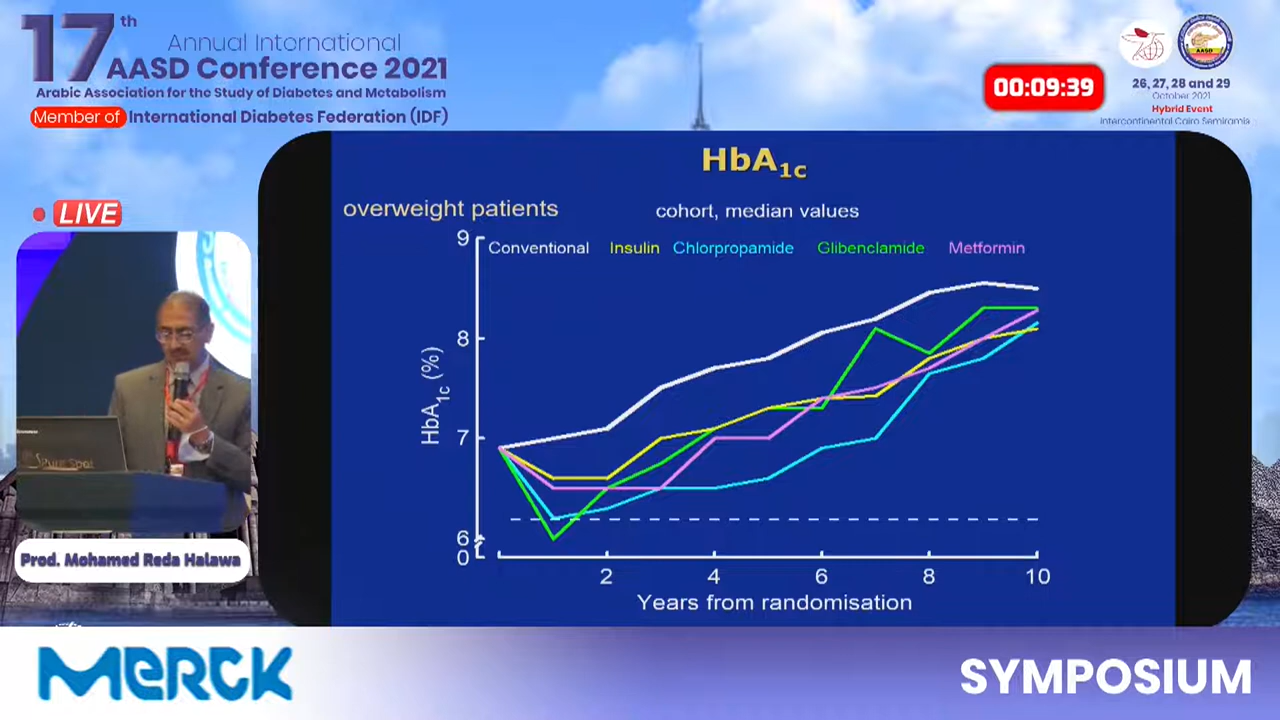 17th
Annual International
AASD Conference 2021
Arabic Association for the Study of Diabetes and Metabolism
Member of International Diabetes Federation (IDF)
00:09:39
AASD
26, 27, 28 and 29
October 2021
Hybrid Event
Intercontinental Cairo Semiramis
LIVE
HbA1c
overweight patients
cohort, median values
Conventional Insulin Chlorpropamide Glibenclamide Metformin
9
8
7
6
0
HbA1c (%)
2 4 6 8 10
Years from randomisation
Prod. Mohamed Reda Halawa
MERCK
SYMPOSIUM